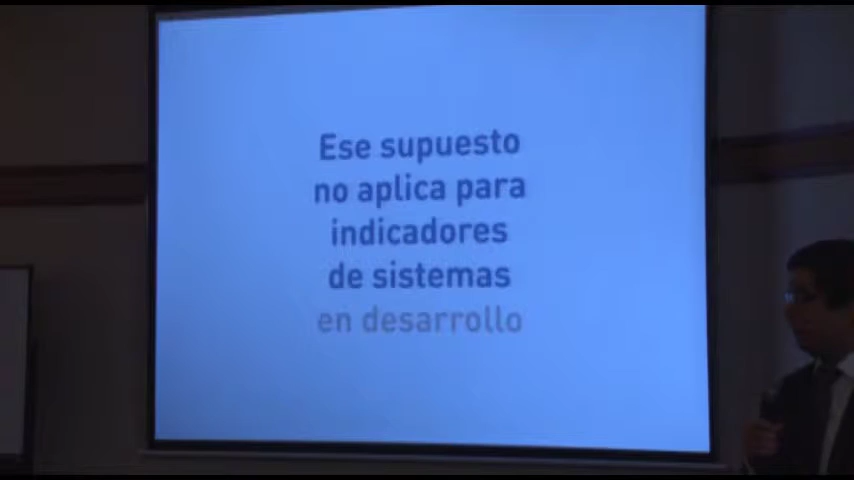 Ese supuesto
no aplica para
indicadores
de sistemas
en desarrollo